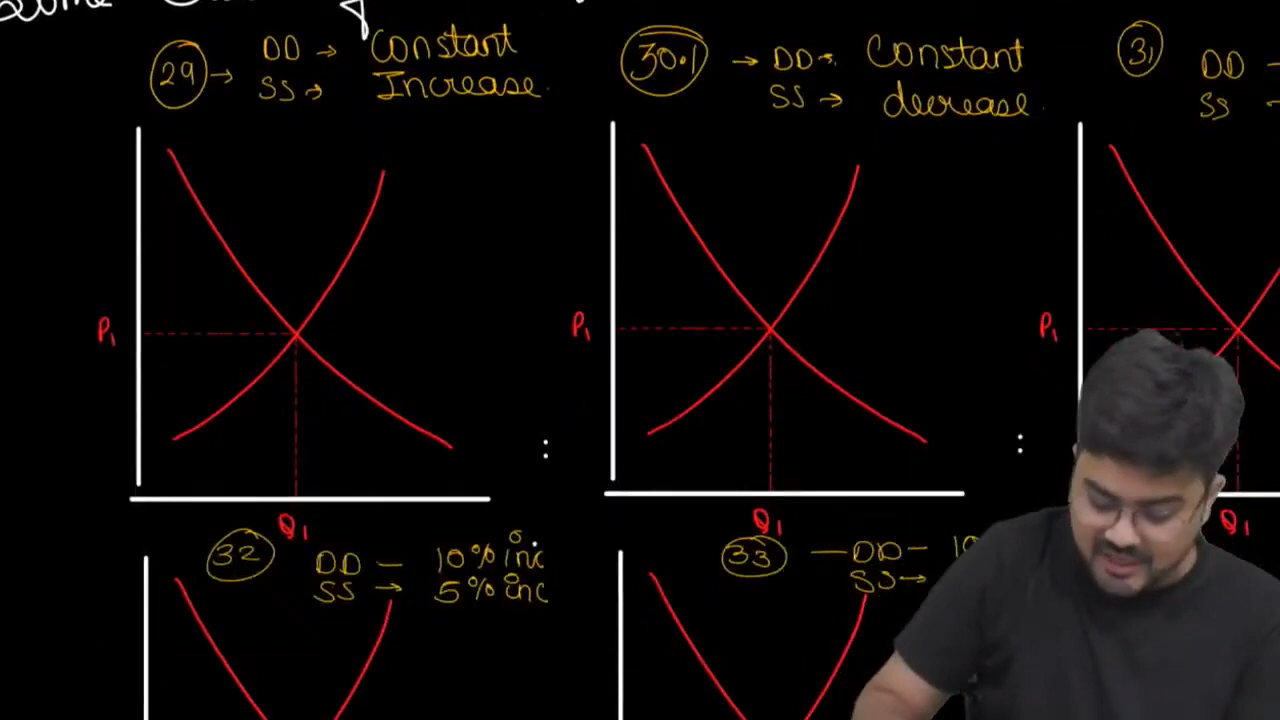 29 → DD → Constant
SS → Increase.
30.1 → DD → Constant
SS → decrease.
31 DD -
SS -
P1
P1
P1
:
:
Q1
Q1
Q1
32 DD - 10% inc
SS → 5% inc
33 - DD - 10
SS →